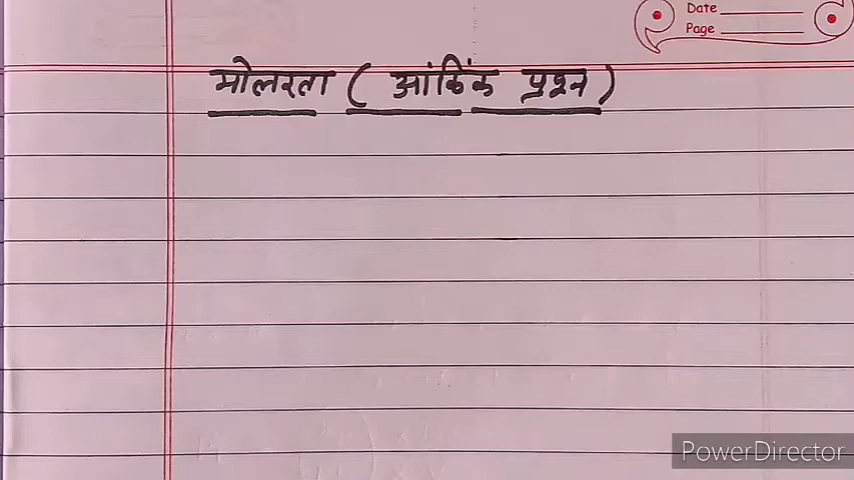 Date
Page
मोलरता ( आंकिंक प्रश्न )
PowerDirector